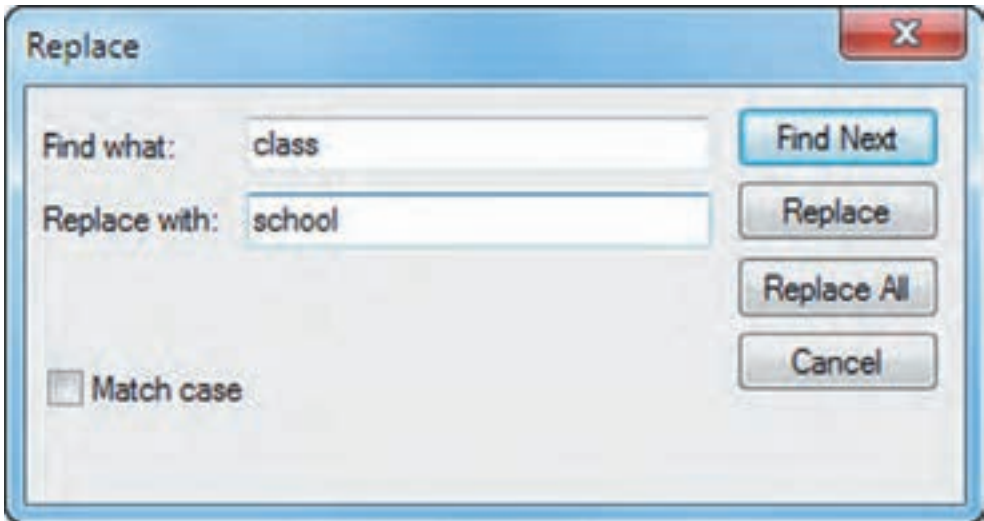 Replace
Find what: class Find Next
Replace with: school Replace
Replace All
Cancel
Match case